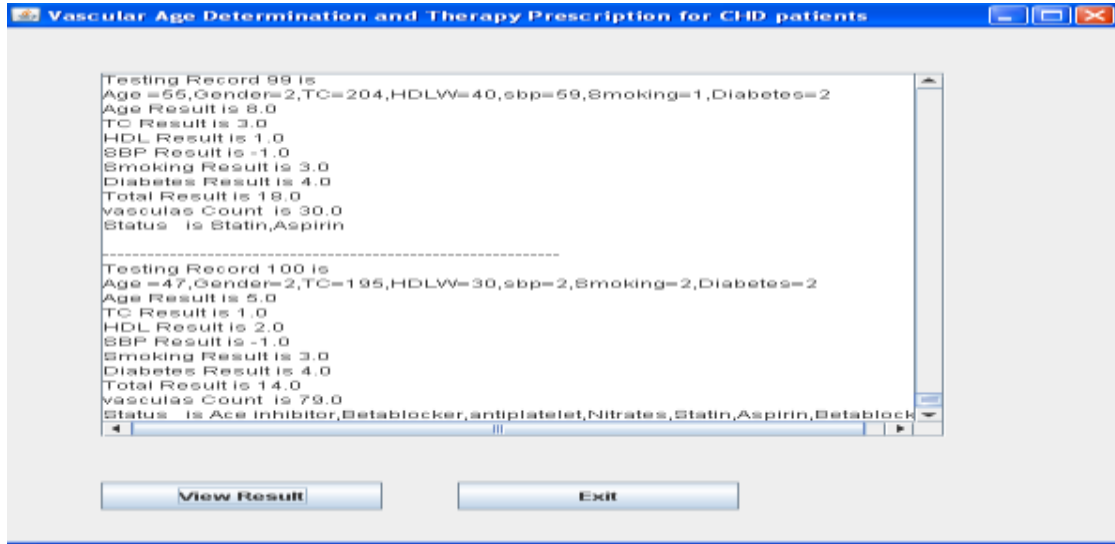 Vascular Age Determination and Therapy Prescription for CHD patients
Testing Record 99 is
Age =55,Gender=2,TC=204,HDLW=40,sbp=59,Smoking=1,Diabetes=2
Age Result is 8.0
TC Result is 3.0
HDL Result is 1.0
SBP Result is -1.0
Smoking Result is 3.0
Diabetes Result is 4.0
Total Result is 18.0
vasculas Count is 30.0
Status is Statin,Aspirin
------------------------------------------------------------
Testing Record 100 is
Age =47,Gender=2,TC=195,HDLW=30,sbp=2,Smoking=2,Diabetes=2
Age Result is 5.0
TC Result is 1.0
HDL Result is 2.0
SBP Result is -1.0
Smoking Result is 3.0
Diabetes Result is 4.0
Total Result is 14.0
vasculas Count is 79.0
Status is Ace inhibitor,Betablocker,antiplatelet,Nitrates,Statin,Aspirin,Betablock
View Result Exit